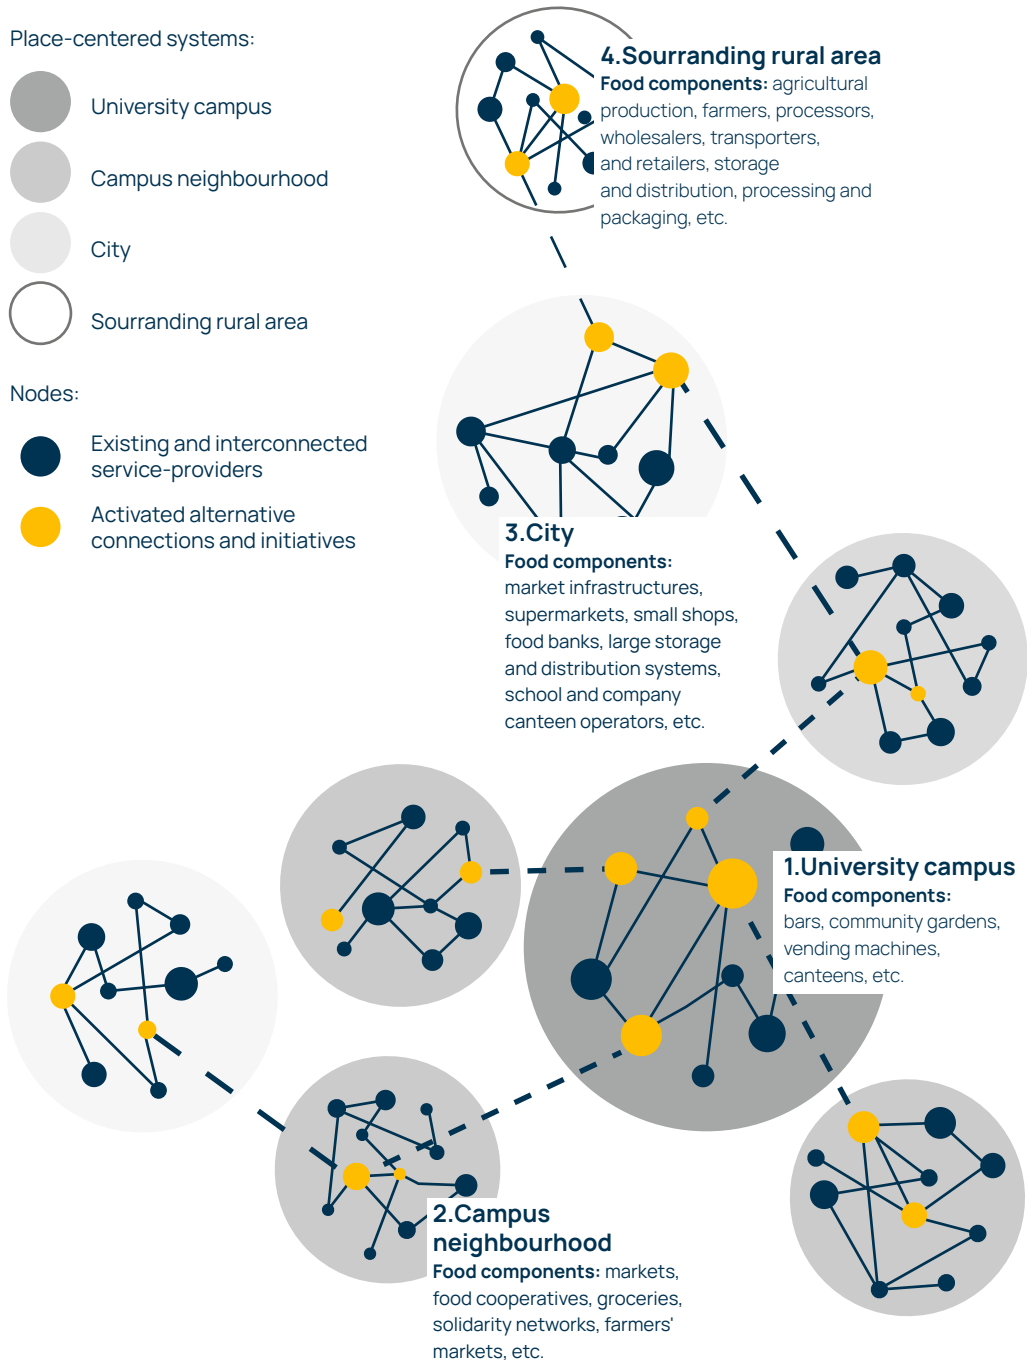 Place-centered systems:
University campus
Campus neighbourhood
City
Sourranding rural area
Nodes:
Existing and interconnected
service-providers
Activated alternative
connections and initiatives
4.Sourranding rural area
Food components: agricultural
production, farmers, processors,
wholesalers, transporters,
and retailers, storage
and distribution, processing and
packaging, etc.
3.City
Food components:
market infrastructures,
supermarkets, small shops,
food banks, large storage
and distribution systems,
school and company
canteen operators, etc.
1.University campus
Food components:
bars, community gardens,
vending machines,
canteens, etc.
2.Campus
neighbourhood
Food components: markets,
food cooperatives, groceries,
solidarity networks, farmers'
markets, etc.